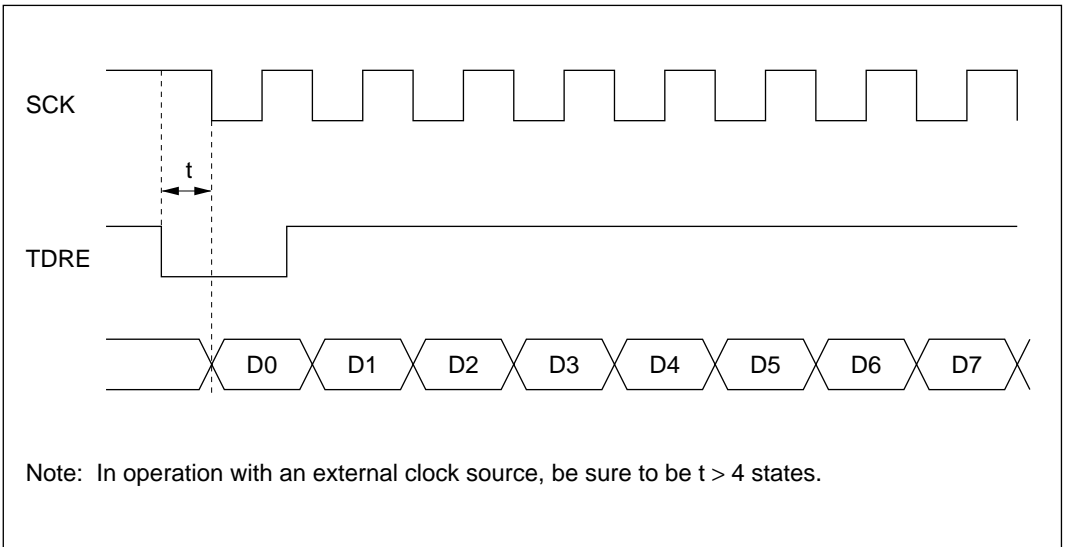 SCK
t
TDRE
D0 D1 D2 D3 D4 D5 D6 D7
Note: In operation with an external clock source, be sure to be t > 4 states.